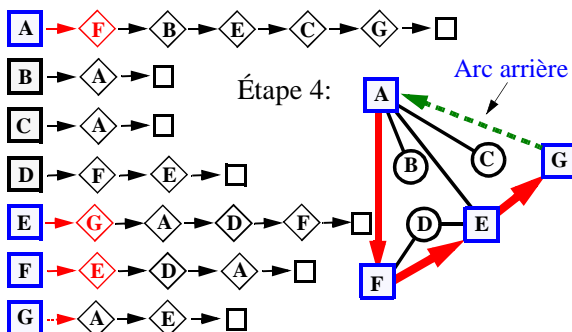 A F B E C G
B A
C A
D F E
E G A D F
F E D A
G A E
Étape 4:
Arc arrière
A
B
C
G
D
E
F